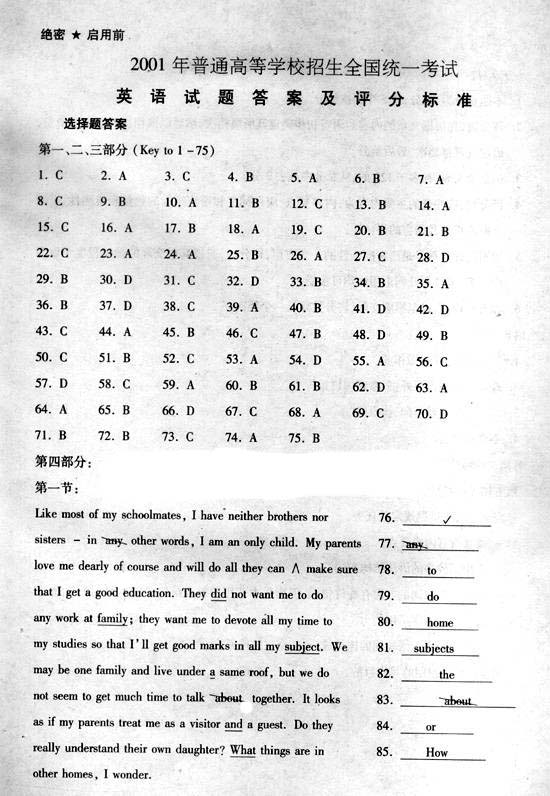 绝密 ★ 启用前
2001 年普通高等学校招生全国统一考试
英语试题答案及评分标准
选择题答案
第一、二、三部分 (Key to 1-75)
1. C 2. A 3. C 4. B 5. A 6. B 7. A
8. C 9. B 10. A 11. B 12. C 13. B 14. A
15. C 16. A 17. B 18. A 19. C 20. B 21. B
22. C 23. A 24. A 25. B 26. A 27. C 28. D
29. B 30. D 31. C 32. D 33. B 34. B 35. A
36. B 37. D 38. C 39. A 40. B 41. D 42. D
43. C 44. A 45. B 46. C 47. B 48. D 49. B
50. C 51. B 52. C 53. A 54. D 55. A 56. C
57. D 58. C 59. A 60. B 61. B 62. D 63. A
64. A 65. B 66. D 67. C 68. A 69. C 70. D
71. B 72. B 73. C 74. A 75. B
第四部分:
第一节:
Like most of my schoolmates, I have neither brothers nor 76. ✓
sisters - in any other words, I am an only child. My parents 77. any
love me dearly of course and will do all they can ∧ make sure 78. to
that I get a good education. They did not want me to do 79. do
any work at family; they want me to devote all my time to 80. home
my studies so that I'll get good marks in all my subject. We 81. subjects
may be one family and live under a same roof, but we do 82. the
not seem to get much time to talk about together. It looks 83. about
as if my parents treat me as a visitor and a guest. Do they 84. or
really understand their own daughter? What things are in 85. How
other homes, I wonder.